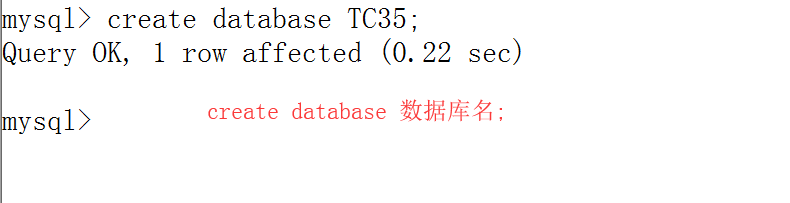 mysql> create database TC35;
Query OK, 1 row affected (0.22 sec)
create database 数据库名;
mysql>